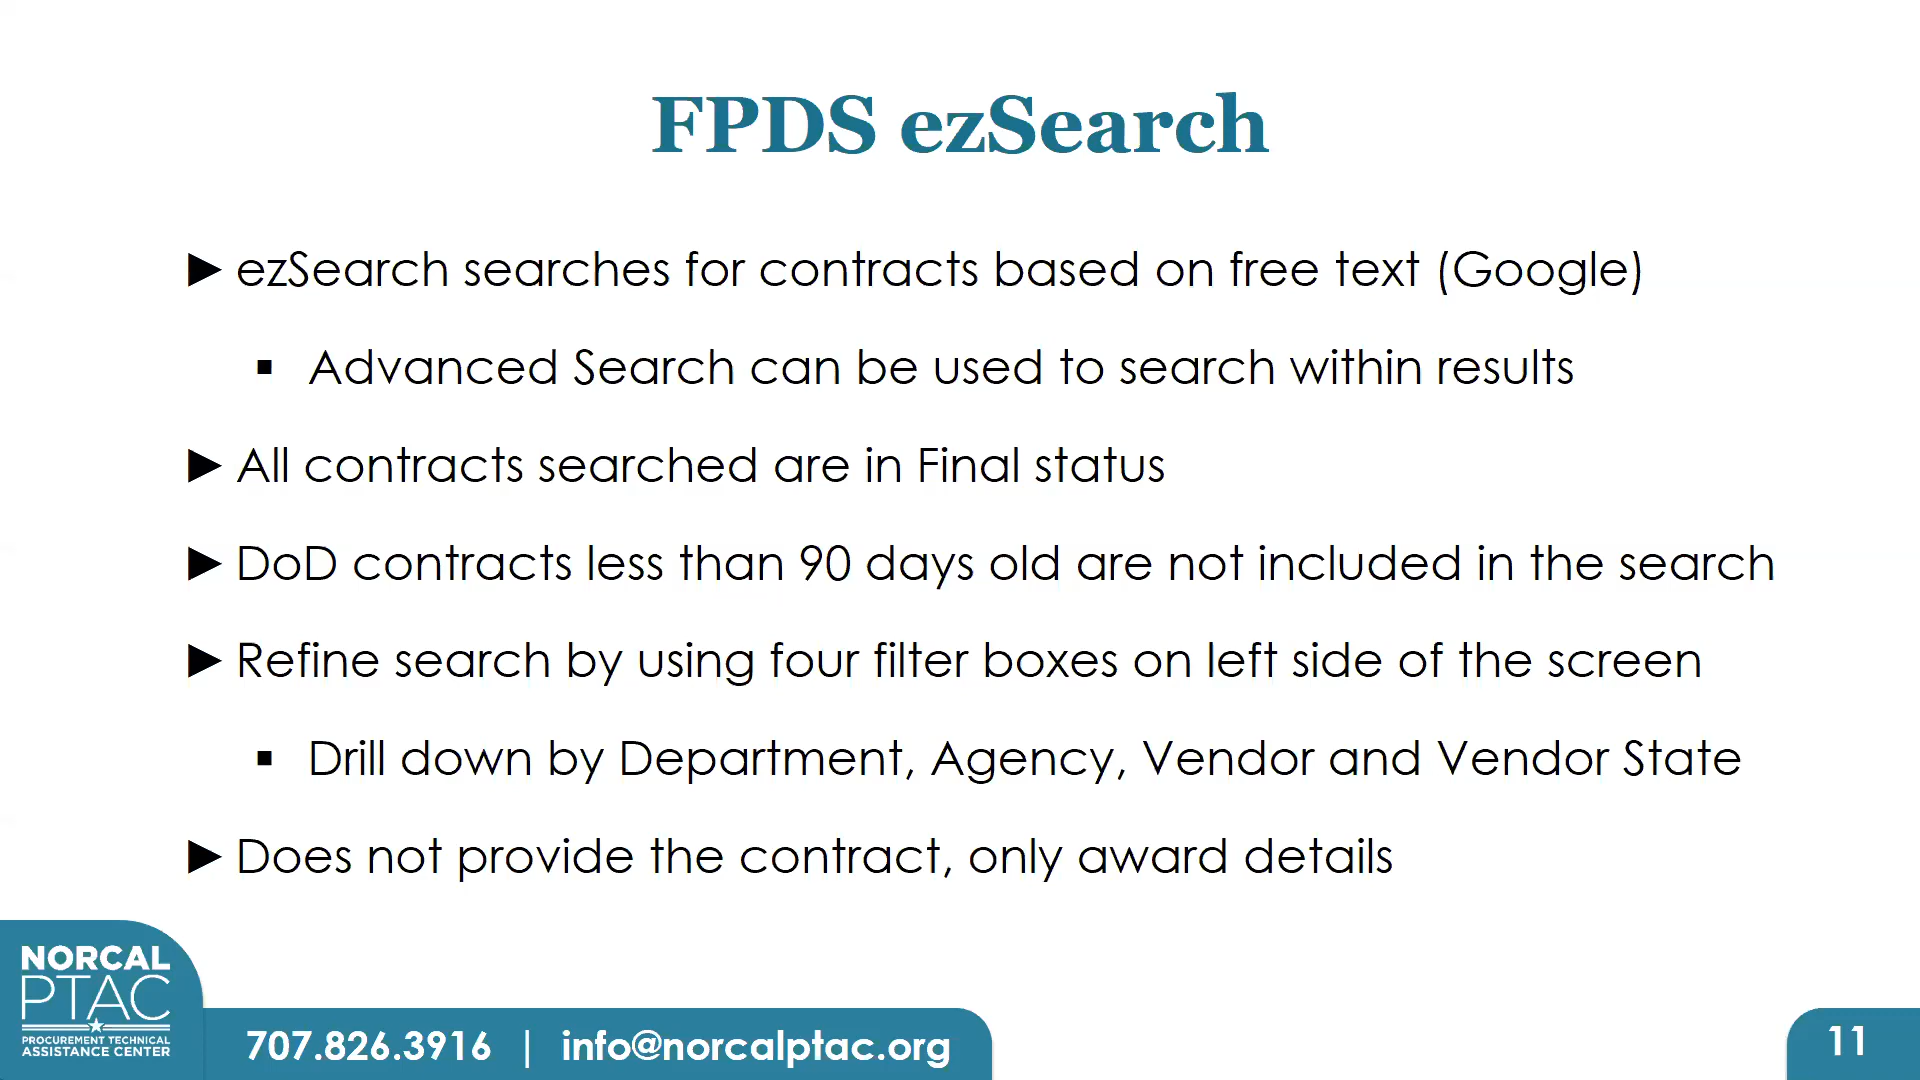 FPDS ezSearch
► ezSearch searches for contracts based on free text (Google)
▪ Advanced Search can be used to search within results
► All contracts searched are in Final status
► DoD contracts less than 90 days old are not included in the search
► Refine search by using four filter boxes on left side of the screen
▪ Drill down by Department, Agency, Vendor and Vendor State
► Does not provide the contract, only award details
NORCAL
PTAC
PROCUREMENT TECHNICAL
ASSISTANCE CENTER
707.826.3916 | info@norcalptac.org
11